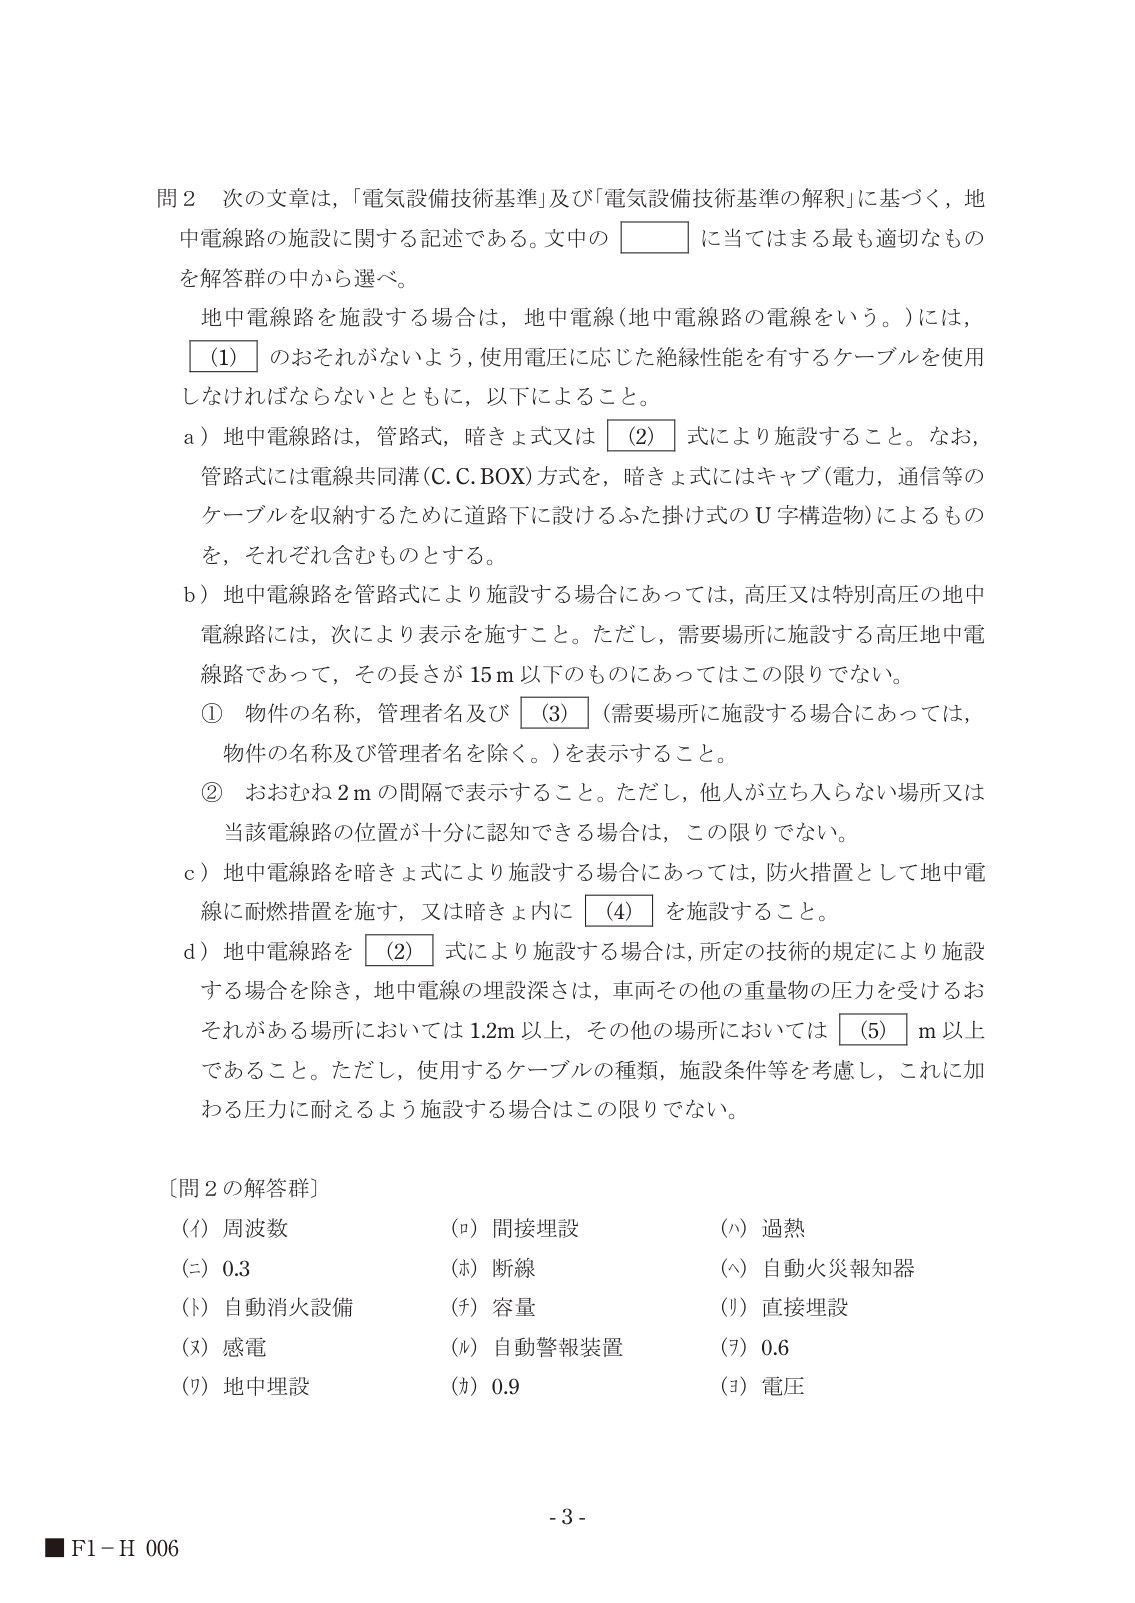 問2 次の文章は，「電気設備技術基準」及び「電気設備技術基準の解釈」に基づく，地
中電線路の施設に関する記述である。文中の に当てはまる最も適切なもの
を解答群の中から選べ。
地中電線路を施設する場合は，地中電線(地中電線路の電線をいう。)には，
(1) のおそれがないよう，使用電圧に応じた絶縁性能を有するケーブルを使用
しなければならないとともに，以下によること。
a）地中電線路は，管路式，暗きょ式又は (2) 式により施設すること。なお，
管路式には電線共同溝(C.C.BOX)方式を，暗きょ式にはキャブ(電力，通信等の
ケーブルを収納するために道路下に設けるふた掛け式のU字構造物)によるもの
を，それぞれ含むものとする。
b）地中電線路を管路式により施設する場合にあっては，高圧又は特別高圧の地中
電線路には，次により表示を施すこと。ただし，需要場所に施設する高圧地中電
線路であって，その長さが15m以下のものにあってはこの限りでない。
① 物件の名称，管理者名及び (3) (需要場所に施設する場合にあっては，
物件の名称及び管理者名を除く。)を表示すること。
② おおむね2mの間隔で表示すること。ただし，他人が立ち入らない場所又は
当該電線路の位置が十分に認知できる場合は，この限りでない。
c）地中電線路を暗きょ式により施設する場合にあっては，防火措置として地中電
線に耐燃措置を施す，又は暗きょ内に (4) を施設すること。
d）地中電線路を (2) 式により施設する場合は，所定の技術的規定により施設
する場合を除き，地中電線の埋設深さは，車両その他の重量物の圧力を受けるお
それがある場所においては1.2m以上，その他の場所においては (5) m以上
であること。ただし，使用するケーブルの種類，施設条件等を考慮し，これに加
わる圧力に耐えるよう施設する場合はこの限りでない。
〔問2の解答群〕
(ｲ) 周波数 (ﾛ) 間接埋設 (ﾊ) 過熱
(ﾆ) 0.3 (ﾎ) 断線 (ﾍ) 自動火災報知器
(ﾄ) 自動消火設備 (ﾁ) 容量 (ﾘ) 直接埋設
(ﾇ) 感電 (ﾙ) 自動警報装置 (ｦ) 0.6
(ﾜ) 地中埋設 (ｶ) 0.9 (ﾖ) 電圧
- 3 -
■F1－H 006